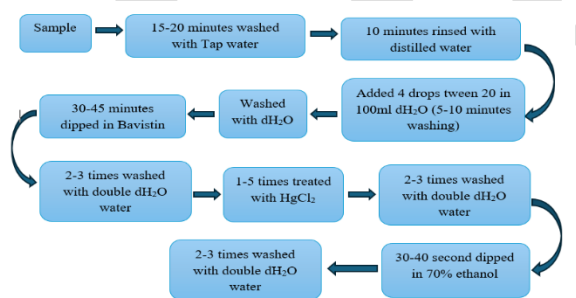 Sample
15-20 minutes washed
with Tap water
10 minutes rinsed with
distilled water
Added 4 drops tween 20 in
100ml dH₂O (5-10 minutes
washing)
Washed
with dH₂O
30-45 minutes
dipped in Bavistin
2-3 times washed
with double dH₂O
water
1-5 times treated
with HgCl₂
2-3 times washed
with double dH₂O
water
30-40 second dipped
in 70% ethanol
2-3 times washed
with double dH₂O
water